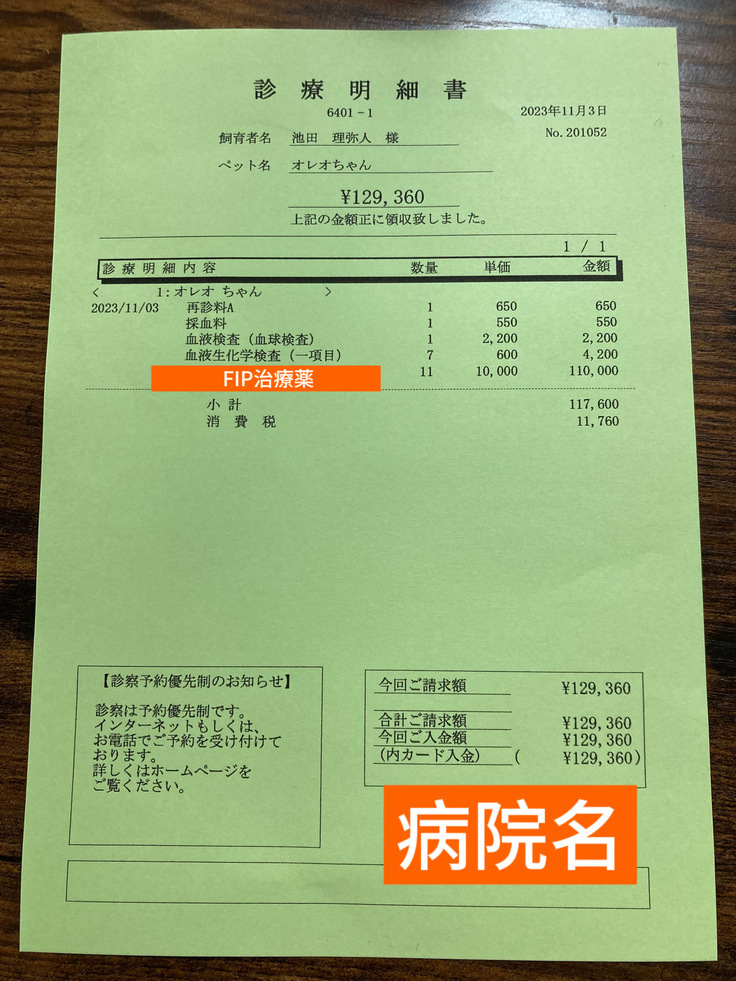 診療明細書
6401-1
2023年11月3日
No.201052
飼育者名 池田 理弥人 様
ペット名 オレオちゃん
¥129,360
上記の金額正に領収致しました。
1 / 1
診療明細内容 数量 単価 金額
< 1:オレオ ちゃん >
2023/11/03 再診料A 1 650 650
採血料 1 550 550
血液検査(血球検査) 1 2,200 2,200
血液生化学検査(一項目) 7 600 4,200
FIP治療薬 11 10,000 110,000
小計 117,600
消費税 11,760
【診察予約優先制のお知らせ】
診察は予約優先制です。
インターネットもしくは、
お電話でご予約を受け付けて
おります。
詳しくはホームページを
ご覧ください。
今回ご請求額 ¥129,360
合計ご請求額 ¥129,360
今回ご入金額 ¥129,360
(内カード入金) ( ¥129,360)
病院名